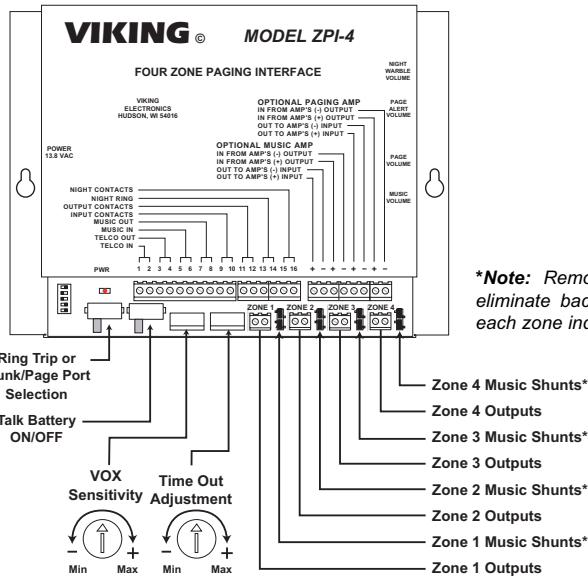 VIKING © MODEL ZPI-4
FOUR ZONE PAGING INTERFACE
VIKING
ELECTRONICS
HUDSON, WI 54016
POWER
13.8 VAC
NIGHT
WARBLE
VOLUME
PAGE
ALERT
VOLUME
PAGE
VOLUME
MUSIC
VOLUME
OPTIONAL PAGING AMP
IN FROM AMP'S (-) OUTPUT
IN FROM AMP'S (+) OUTPUT
OUT TO AMP'S (-) INPUT
OUT TO AMP'S (+) INPUT
OPTIONAL MUSIC AMP
IN FROM AMP'S (-) OUTPUT
IN FROM AMP'S (+) OUTPUT
OUT TO AMP'S (-) INPUT
OUT TO AMP'S (+) INPUT
NIGHT CONTACTS
NIGHT RING
OUTPUT CONTACTS
INPUT CONTACTS
MUSIC OUT
MUSIC IN
TELCO OUT
TELCO IN
PWR 1 2 3 4 5 6 7 8 9 10 11 12 13 14 15 16 + - + - + - + -
ZONE 1 ZONE 2 ZONE 3 ZONE 4
*Note: Remo
eliminate bac
each zone ind
Ring Trip or
unk/Page Port
Selection
Talk Battery
ON/OFF
VOX
Sensitivity
- +
Min Max
Time Out
Adjustment
- +
Min Max
Zone 4 Music Shunts*
Zone 4 Outputs
Zone 3 Music Shunts*
Zone 3 Outputs
Zone 2 Music Shunts*
Zone 2 Outputs
Zone 1 Music Shunts*
Zone 1 Outputs